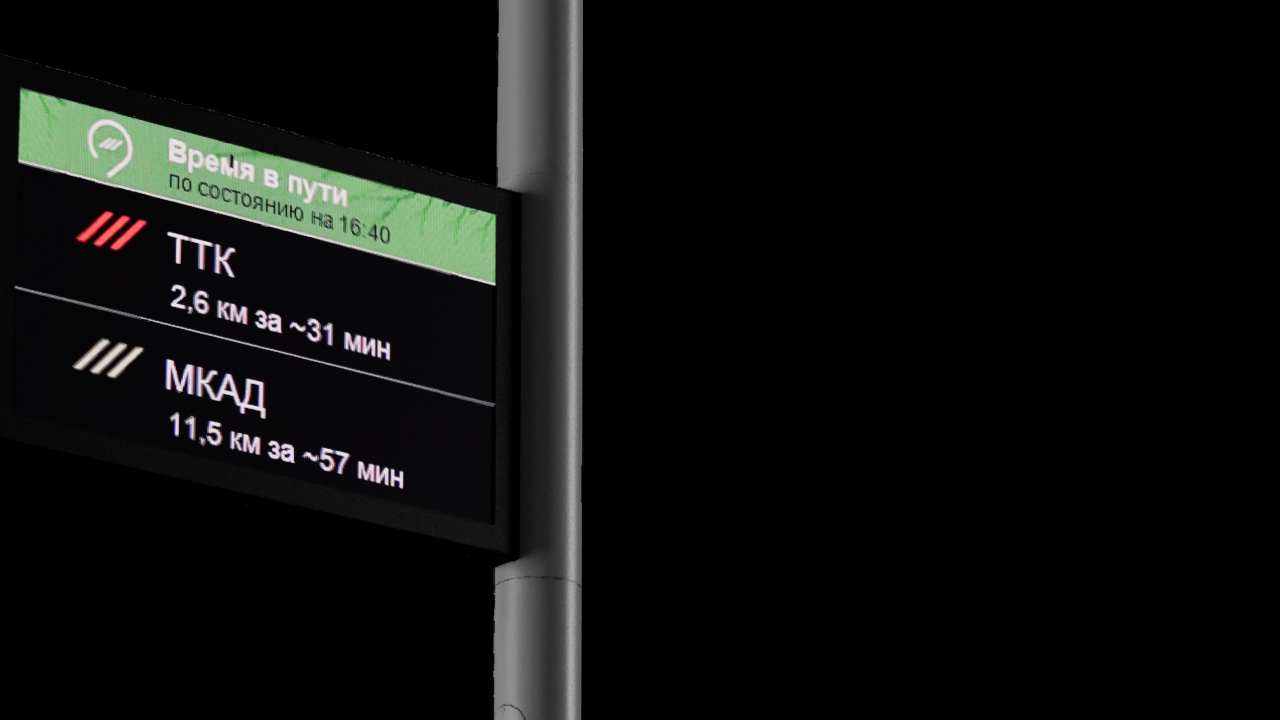 Время в пути
по состоянию на 16:40
ТТК
2,6 км за ~31 мин
МКАД
11,5 км за ~57 мин